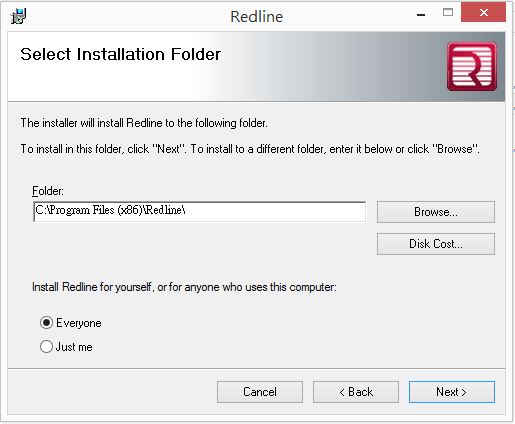 Redline
Select Installation Folder
R
The installer will install Redline to the following folder.
To install in this folder, click "Next". To install to a different folder, enter it below or click "Browse".
Folder:
C:\Program Files (x86)\Redline\
Browse...
Disk Cost...
Install Redline for yourself, or for anyone who uses this computer:
Everyone
Just me
Cancel
< Back
Next >